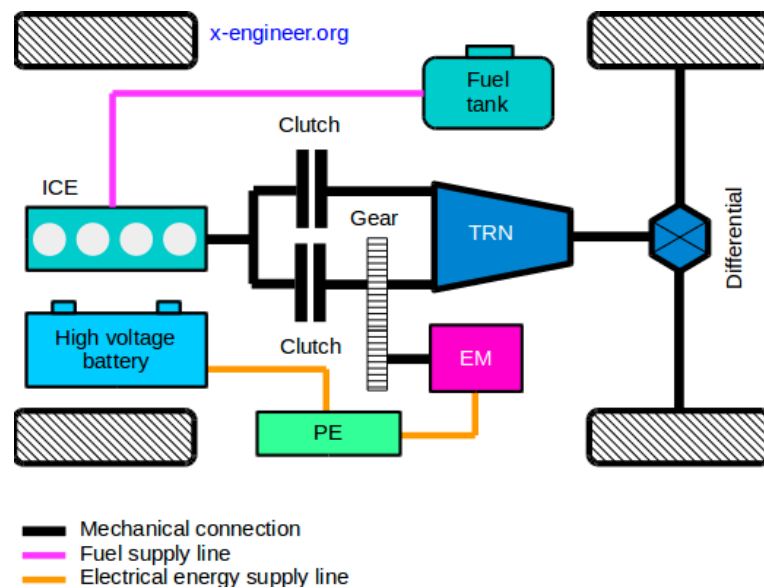 x-engineer.org
Fuel
tank
Clutch
ICE
Gear
TRN
Differential
High voltage
battery
Clutch
EM
PE
Mechanical connection
Fuel supply line
Electrical energy supply line